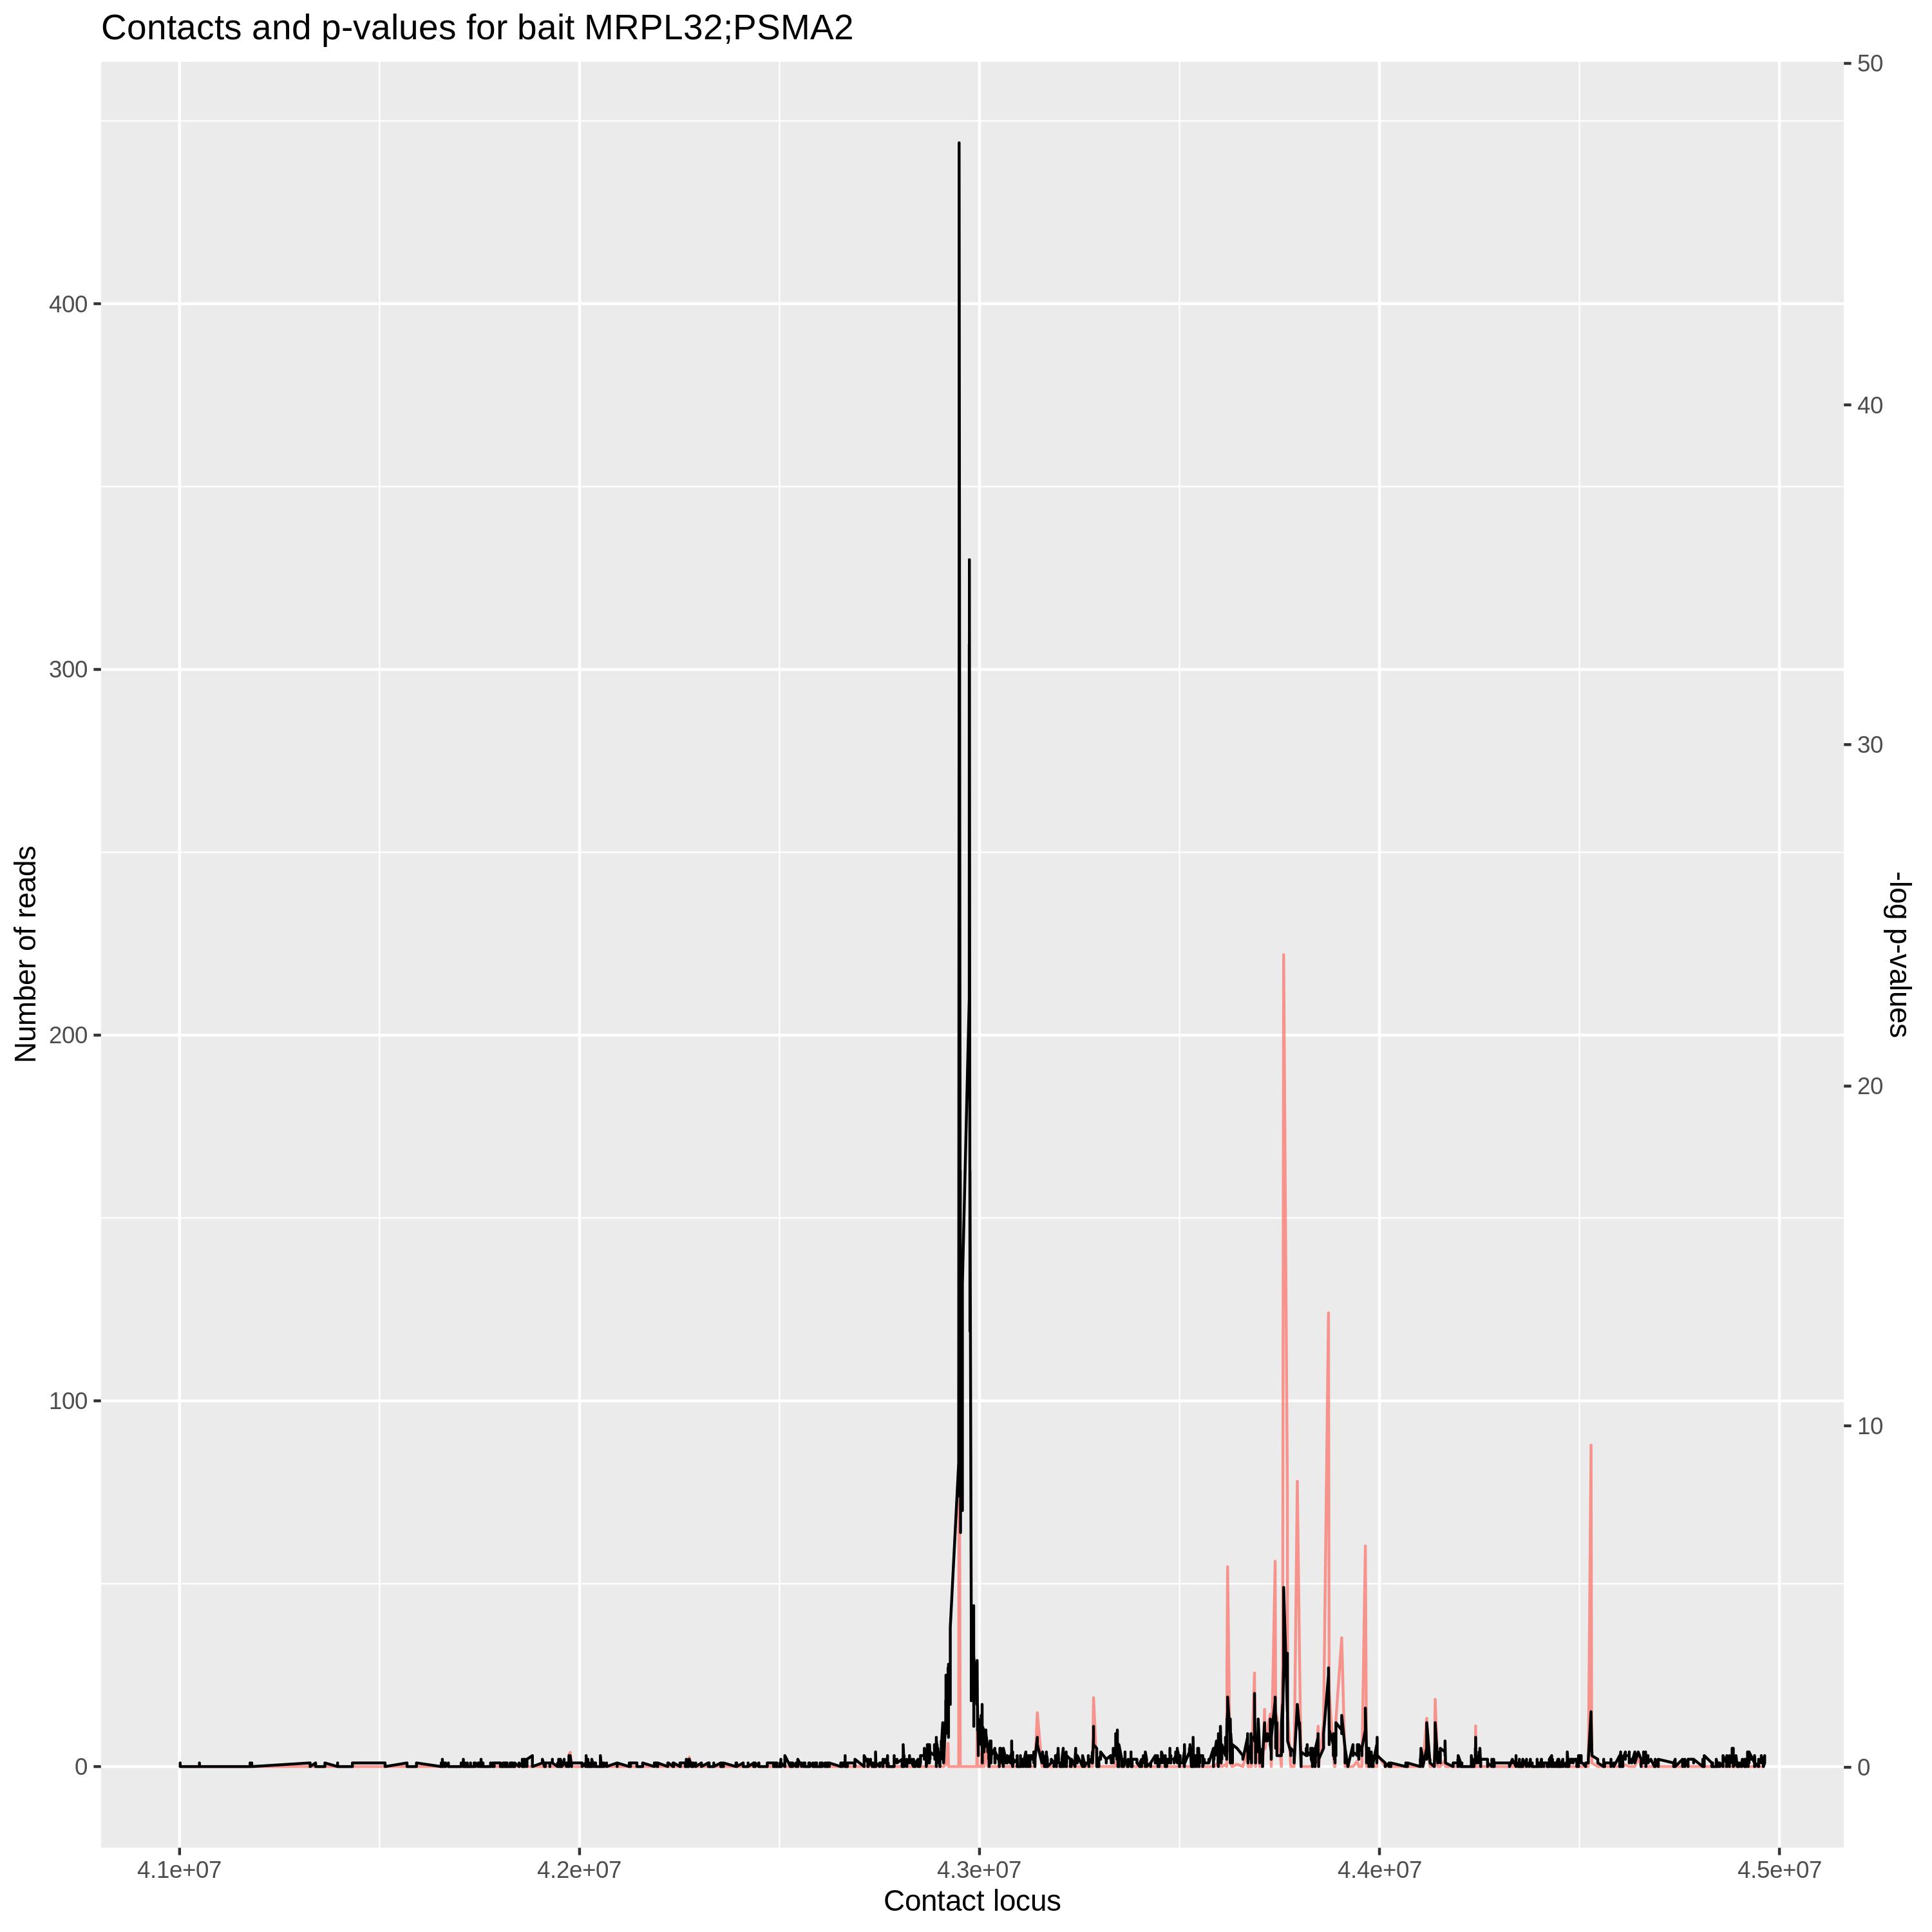 Contacts and p-values for bait MRPL32;PSMA2
50
400
40
300
30
Number of reads
-log p-values
200
20
100
10
0
0
4.1e+07
4.2e+07
4.3e+07
4.4e+07
4.5e+07
Contact locus